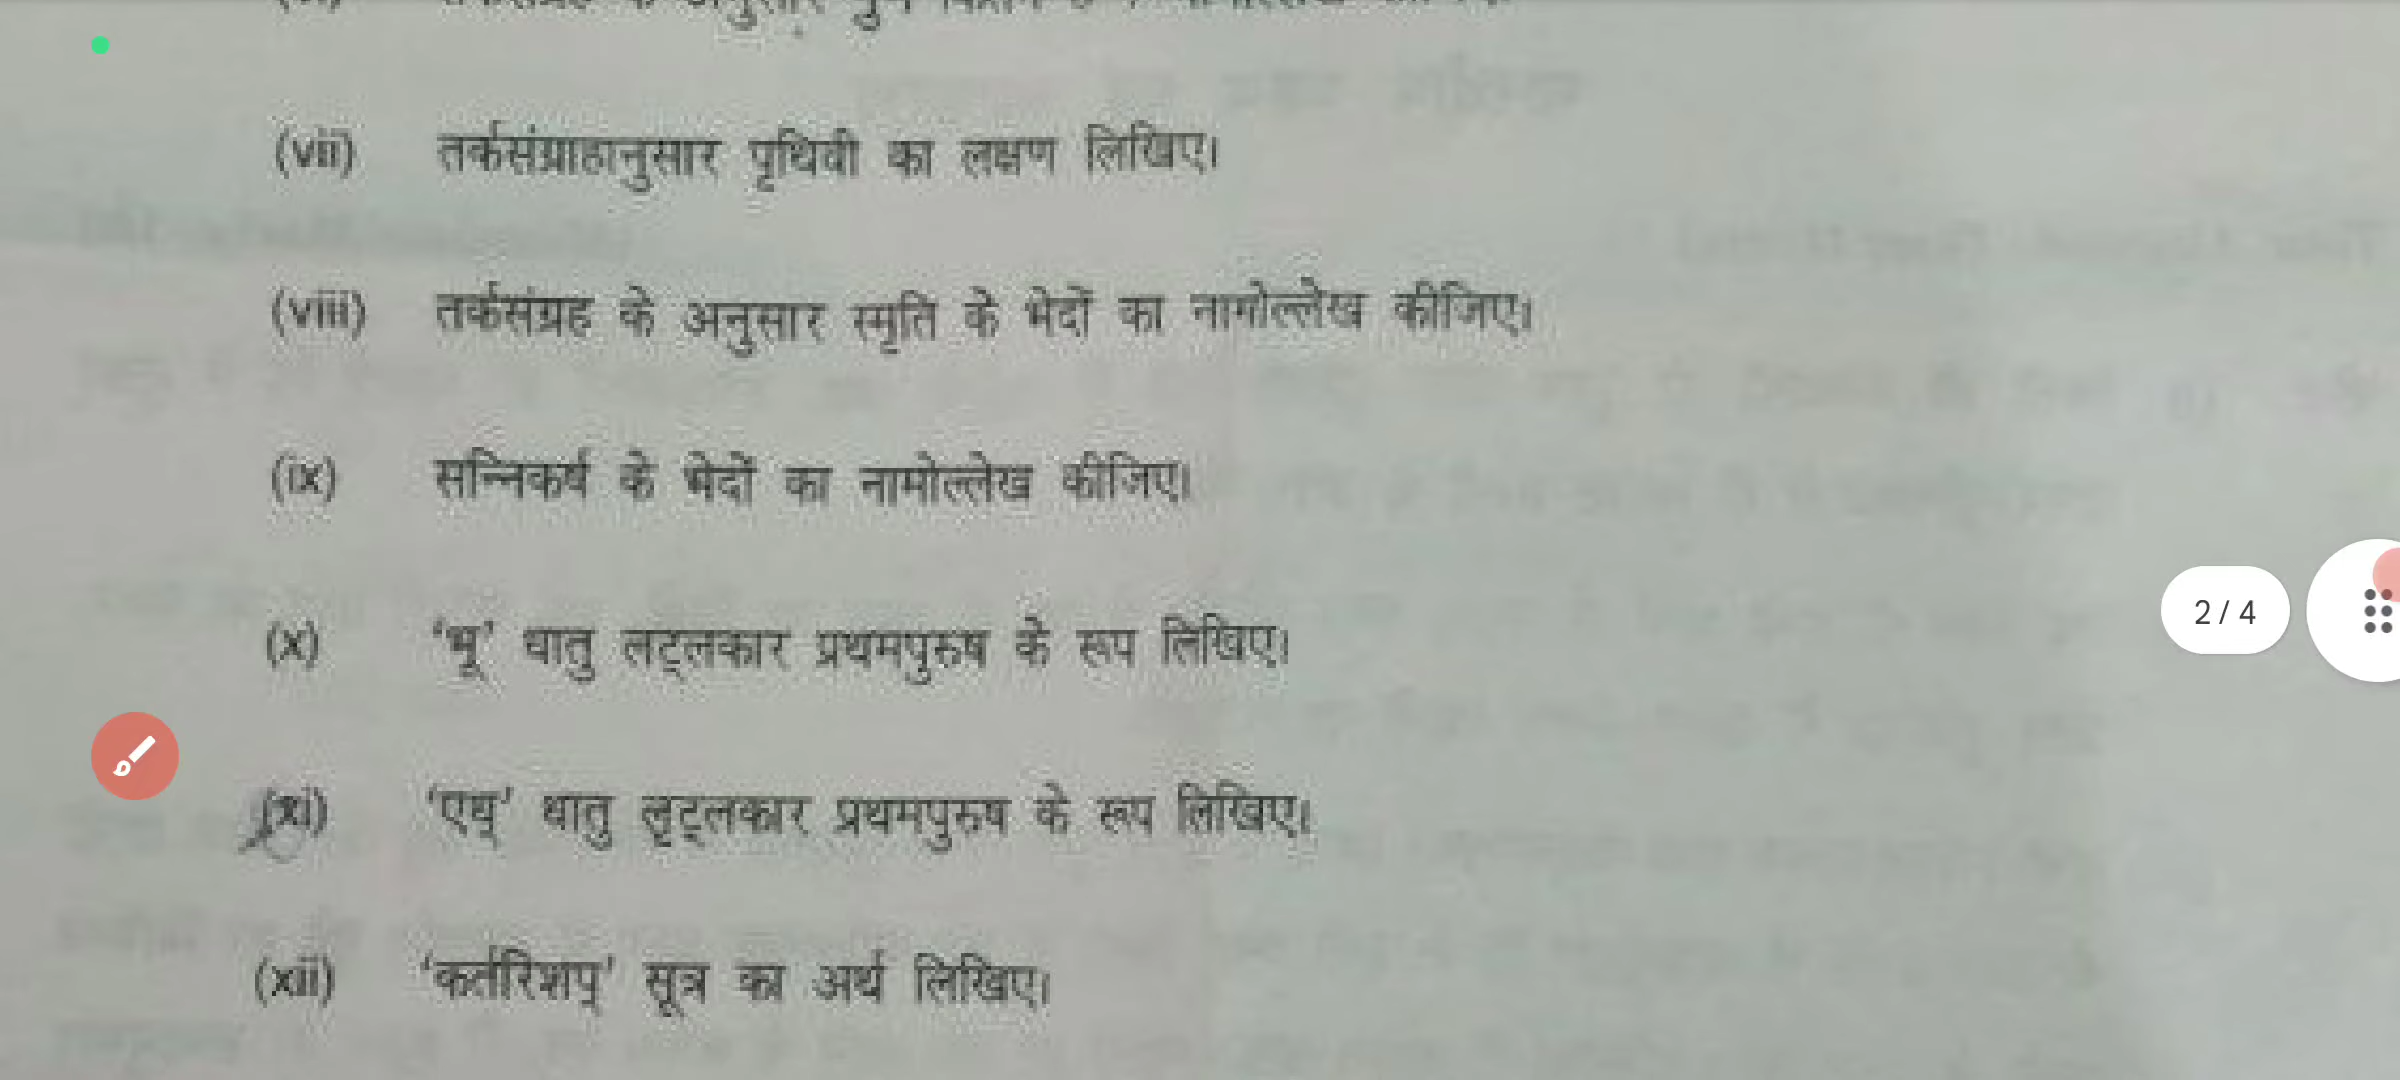 (vii) तर्कसंग्राहानुसार पृथिवी का लक्षण लिखिए।
(viii) तर्कसंग्रह के अनुसार स्मृति के भेदों का नामोल्लेख कीजिए।
(ix) सन्निकर्ष के भेदों का नामोल्लेख कीजिए।
(x) ‘भू’ धातु लट्लकार प्रथमपुरुष के रूप लिखिए।
2 / 4
(xi) ‘एध्’ धातु लृट्लकार प्रथमपुरुष के रूप लिखिए।
(xii) ‘कर्तरिशप्’ सूत्र का अर्थ लिखिए।